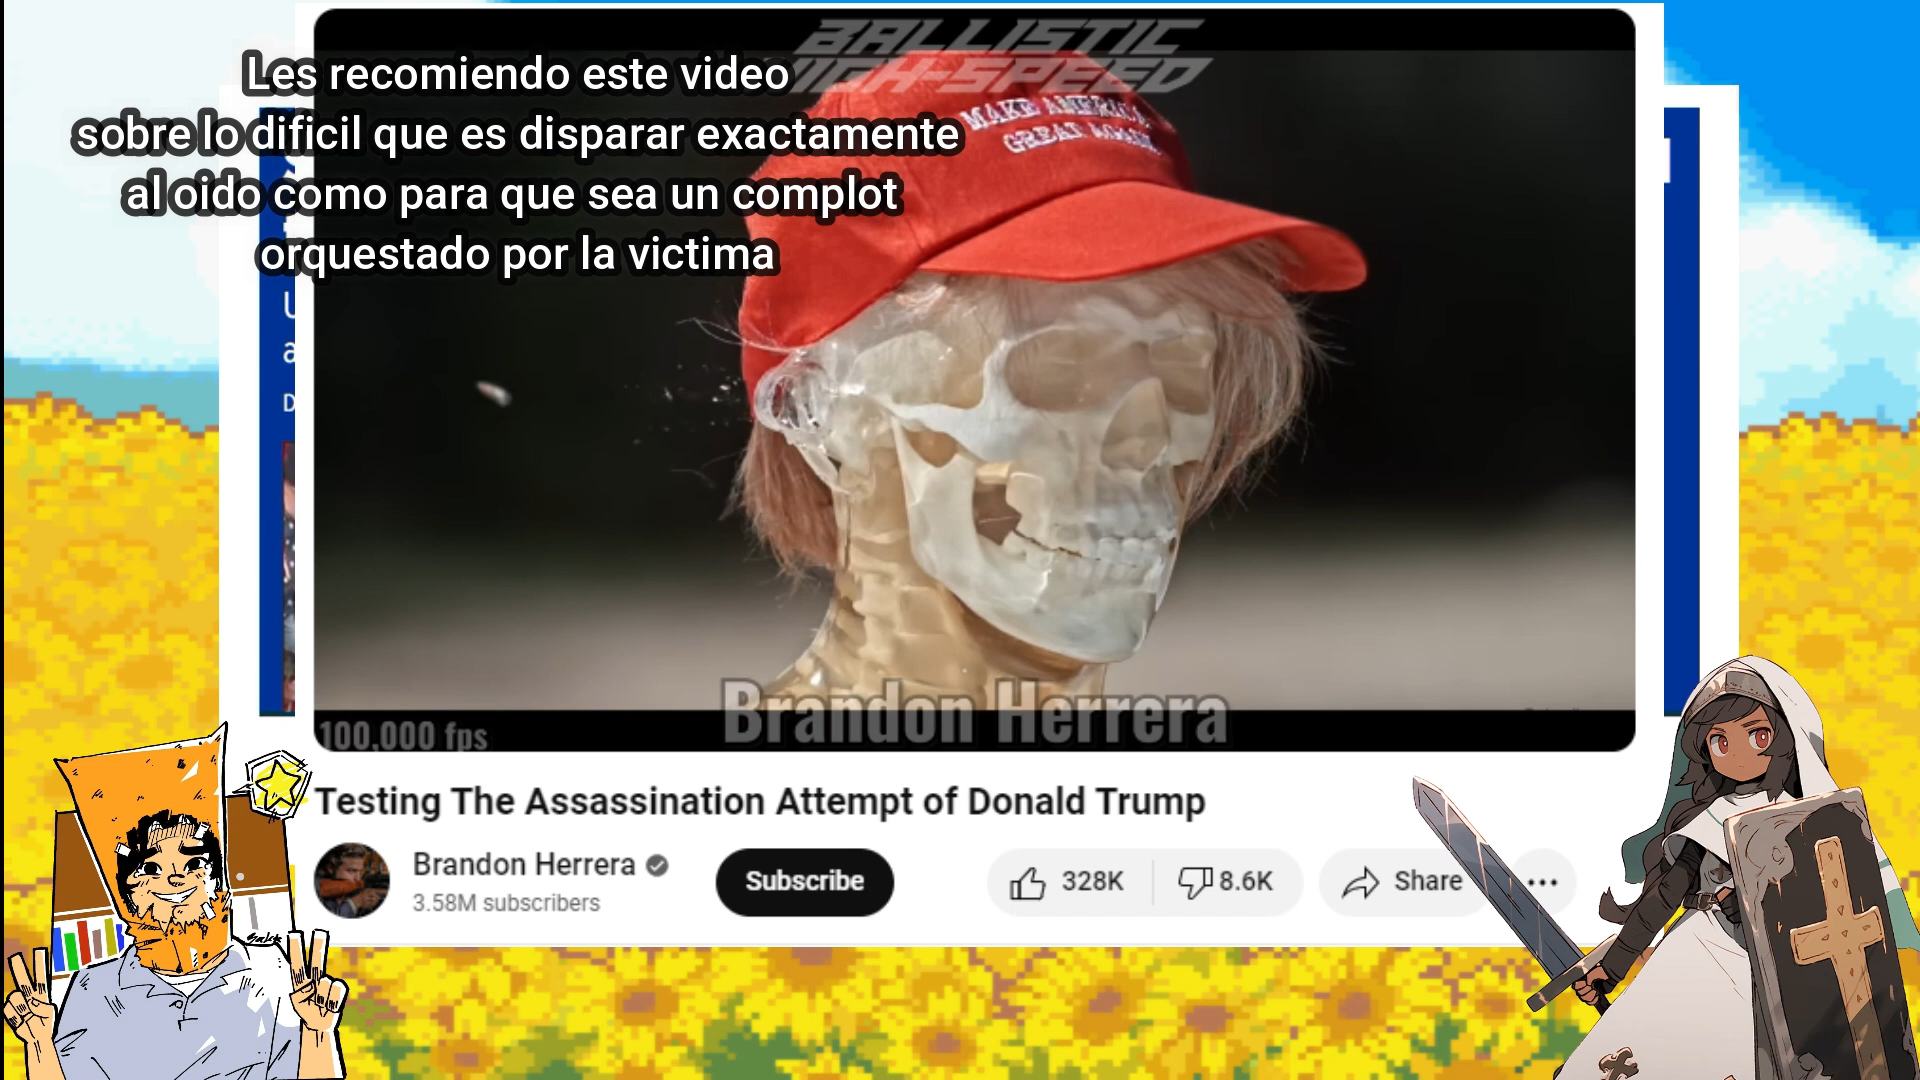 BALLISTIC
HIGH-SPEED
Les recomiendo este video
sobre lo dificil que es disparar exactamente
al oido como para que sea un complot
orquestado por la victima
MAKE AMERICA
GREAT AGAIN
U
a
D
Brandon Herrera
100,000 fps
Testing The Assassination Attempt of Donald Trump
Brandon Herrera
3.58M subscribers
Subscribe
328K
8.6K
Share